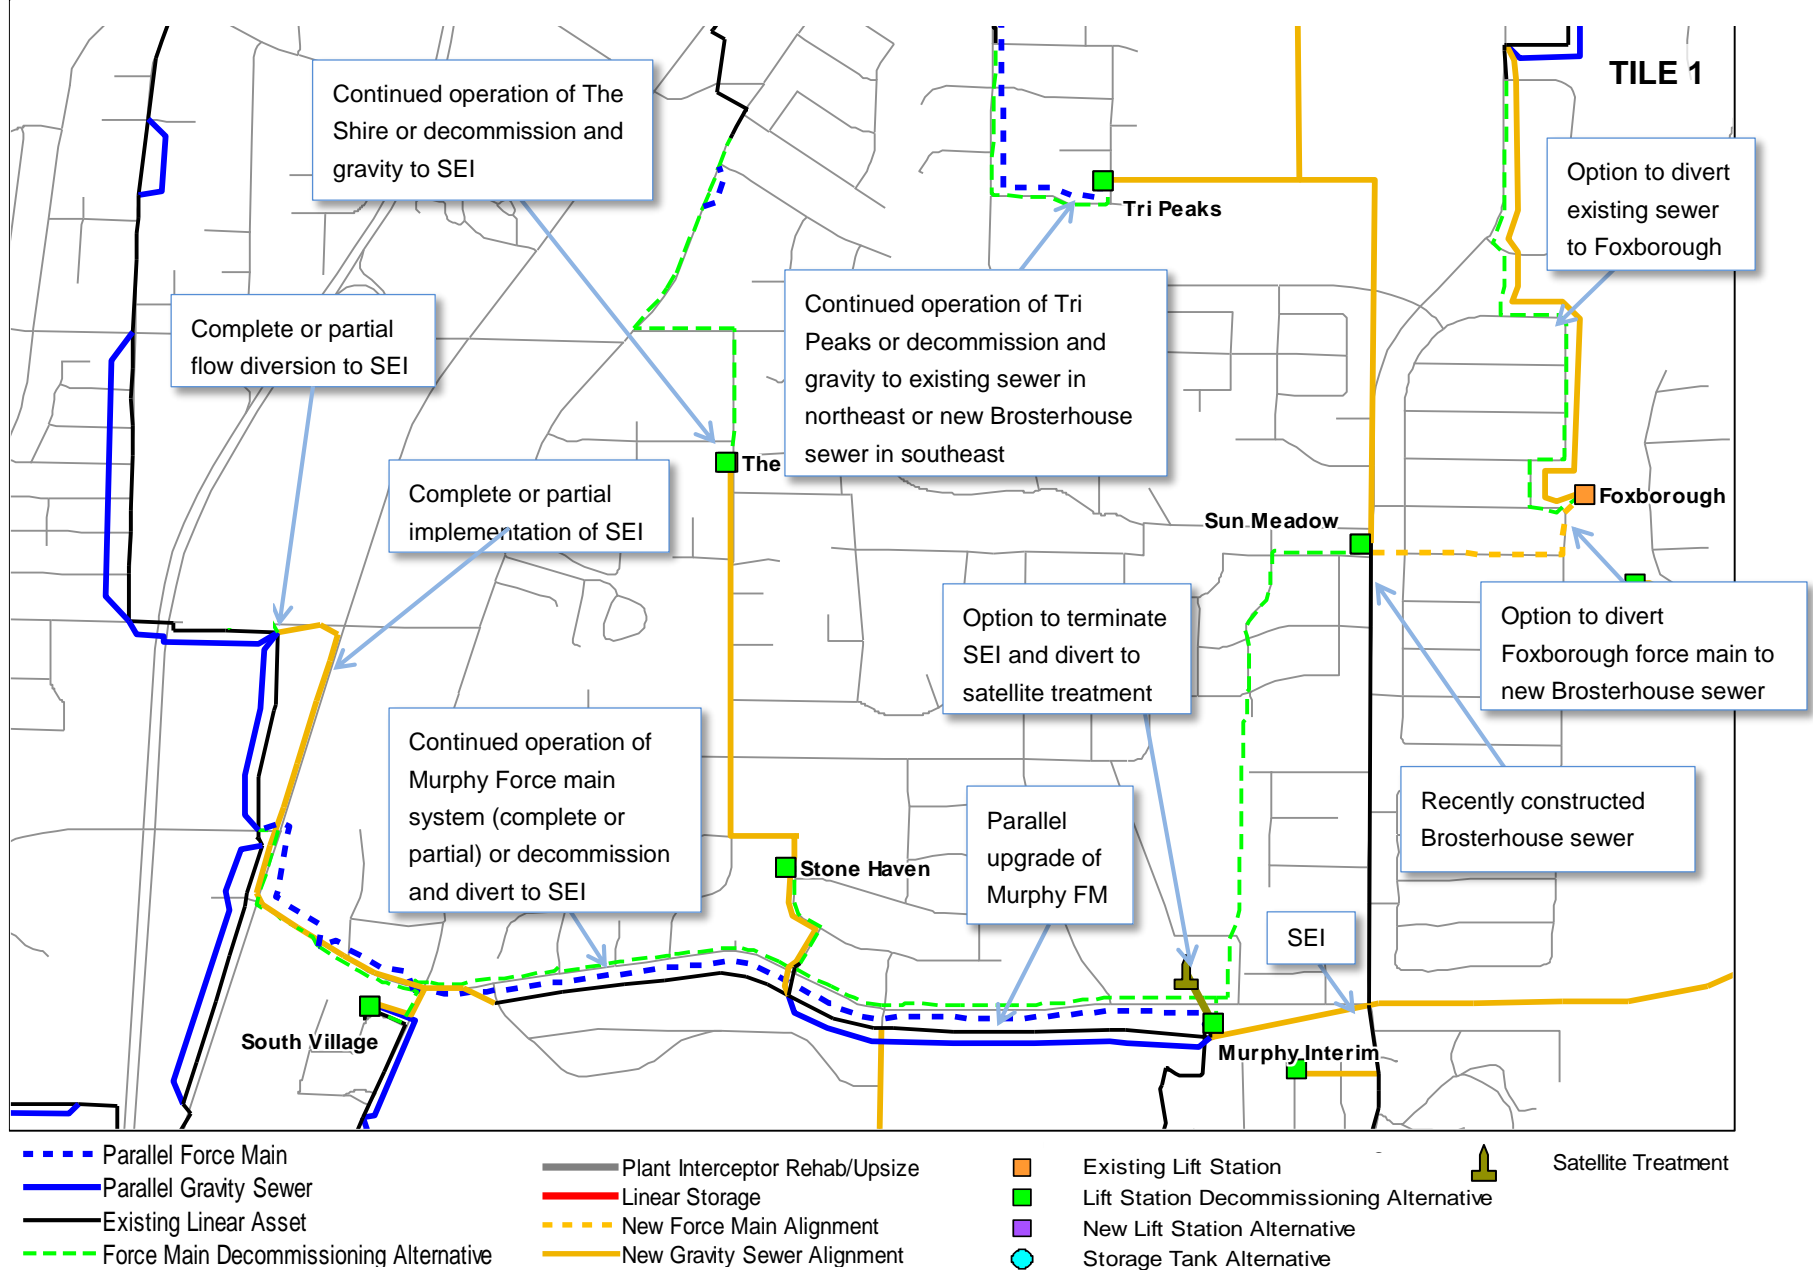 TILE 1
Continued operation of The
Shire or decommission and
gravity to SEI
Option to divert
existing sewer
to Foxborough
Tri Peaks
Complete or partial
flow diversion to SEI
Continued operation of Tri
Peaks or decommission and
gravity to existing sewer in
northeast or new Brosterhouse
sewer in southeast
The
Complete or partial
implementation of SEI
Foxborough
Sun Meadow
Option to terminate
SEI and divert to
satellite treatment
Option to divert
Foxborough force main to
new Brosterhouse sewer
Continued operation of
Murphy Force main
system (complete or
partial) or decommission
and divert to SEI
Parallel
upgrade of
Murphy FM
Recently constructed
Brosterhouse sewer
Stone Haven
SEI
South Village
Murphy Interim
Parallel Force Main
Parallel Gravity Sewer
Existing Linear Asset
Force Main Decommissioning Alternative
Plant Interceptor Rehab/Upsize
Linear Storage
New Force Main Alignment
New Gravity Sewer Alignment
Existing Lift Station
Lift Station Decommissioning Alternative
New Lift Station Alternative
Storage Tank Alternative
Satellite Treatment